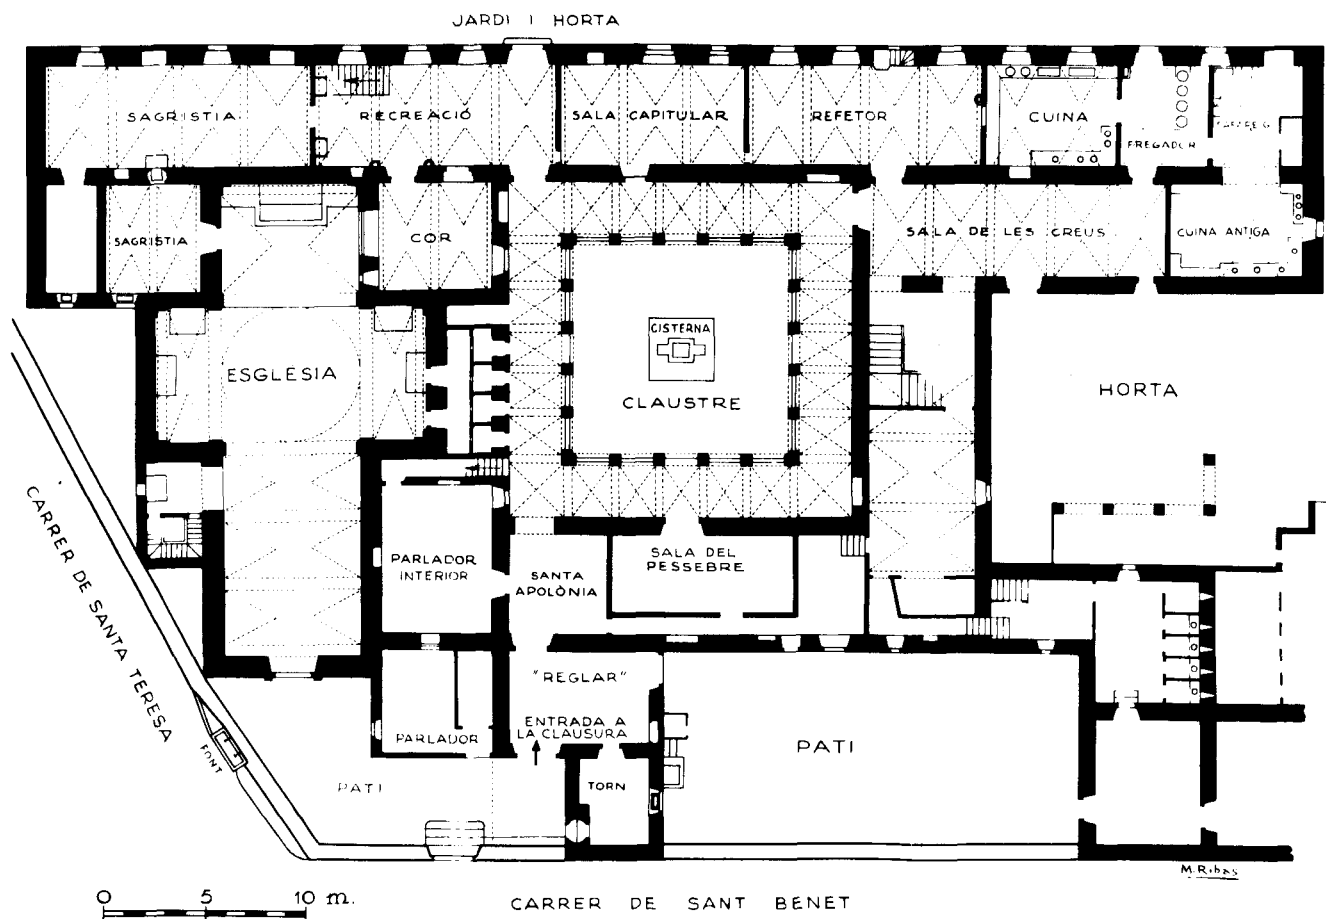 JARDI I HORTA
SAGRISTIA
RECREACIÓ
SALA CAPITULAR
REFETOR
CUINA
FREGADOR
SAGRISTIA
COR
SALA DE LES CREUS
CUINA ANTIGA
CISTERNA
ESGLESIA
CLAUSTRE
HORTA
CARRER DE SANTA TERESA
PARLADOR
INTERIOR
SANTA
APOLÒNIA
SALA DEL
PESSEBRE
"REGLAR"
ENTRADA A
LA CLAUSURA
PARLADOR
FONT
PATI
TORN
PATI
M. Ribas
0 5 10 m.
CARRER DE SANT BENET